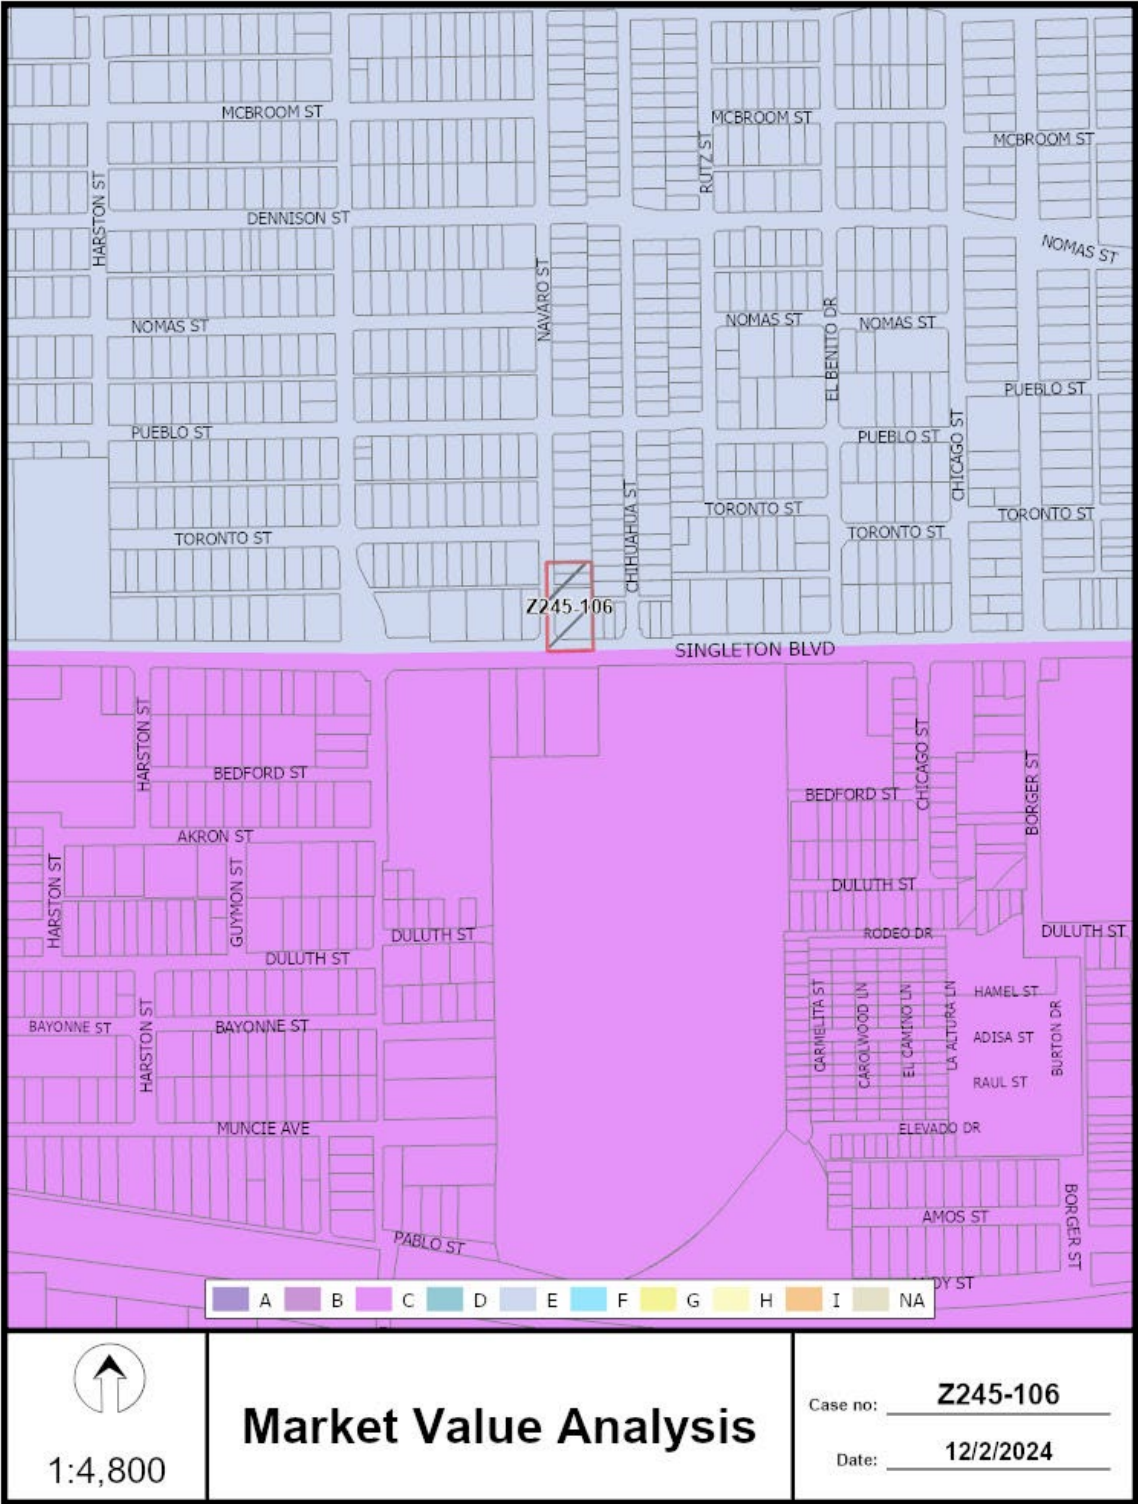 MCBROOM ST
MCBROOM ST
MCBROOM ST
RUTZ ST
HARSTON ST
DENNISON ST
NOMAS ST
NAVARO ST
NOMAS ST
EL BENITO DR
NOMAS ST
NOMAS ST
PUEBLO ST
PUEBLO ST
PUEBLO ST
CHICAGO ST
TORONTO ST
TORONTO ST
CHIHUAHUA ST
TORONTO ST
TORONTO ST
Z245-106
SINGLETON BLVD
HARSTON ST
CHICAGO ST
BEDFORD ST
BORGER ST
BEDFORD ST
AKRON ST
HARSTON ST
GUYMON ST
DULUTH ST
DULUTH ST
RODEO DR
DULUTH ST
DULUTH ST
HAMEL ST
CARMELITA ST
CAROLWOOD LN
EL CAMINO LN
LA ALTURA LN
BAYONNE ST
HARSTON ST
BAYONNE ST
ADISA ST
BURTON DR
RAUL ST
MUNCIE AVE
ELEVADO DR
AMOS ST
BORGER ST
PABLO ST
DY ST
A B C D E F G H I NA
1:4,800
Market Value Analysis
Case no: Z245-106
Date: 12/2/2024